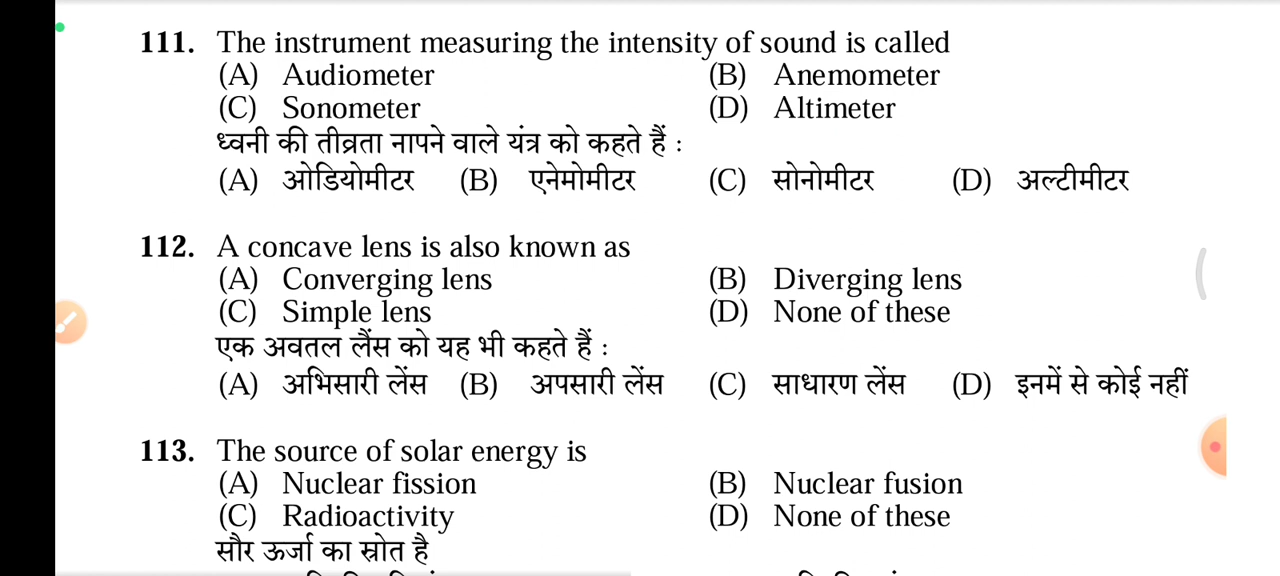 111. The instrument measuring the intensity of sound is called
(A) Audiometer (B) Anemometer
(C) Sonometer (D) Altimeter
ध्वनी की तीव्रता नापने वाले यंत्र को कहते हैं :
(A) ओडियोमीटर (B) एनेमोमीटर (C) सोनोमीटर (D) अल्टीमीटर
112. A concave lens is also known as
(A) Converging lens (B) Diverging lens
(C) Simple lens (D) None of these
एक अवतल लैंस को यह भी कहते हैं :
(A) अभिसारी लेंस (B) अपसारी लेंस (C) साधारण लेंस (D) इनमें से कोई नहीं
113. The source of solar energy is
(A) Nuclear fission (B) Nuclear fusion
(C) Radioactivity (D) None of these
सौर ऊर्जा का स्रोत है